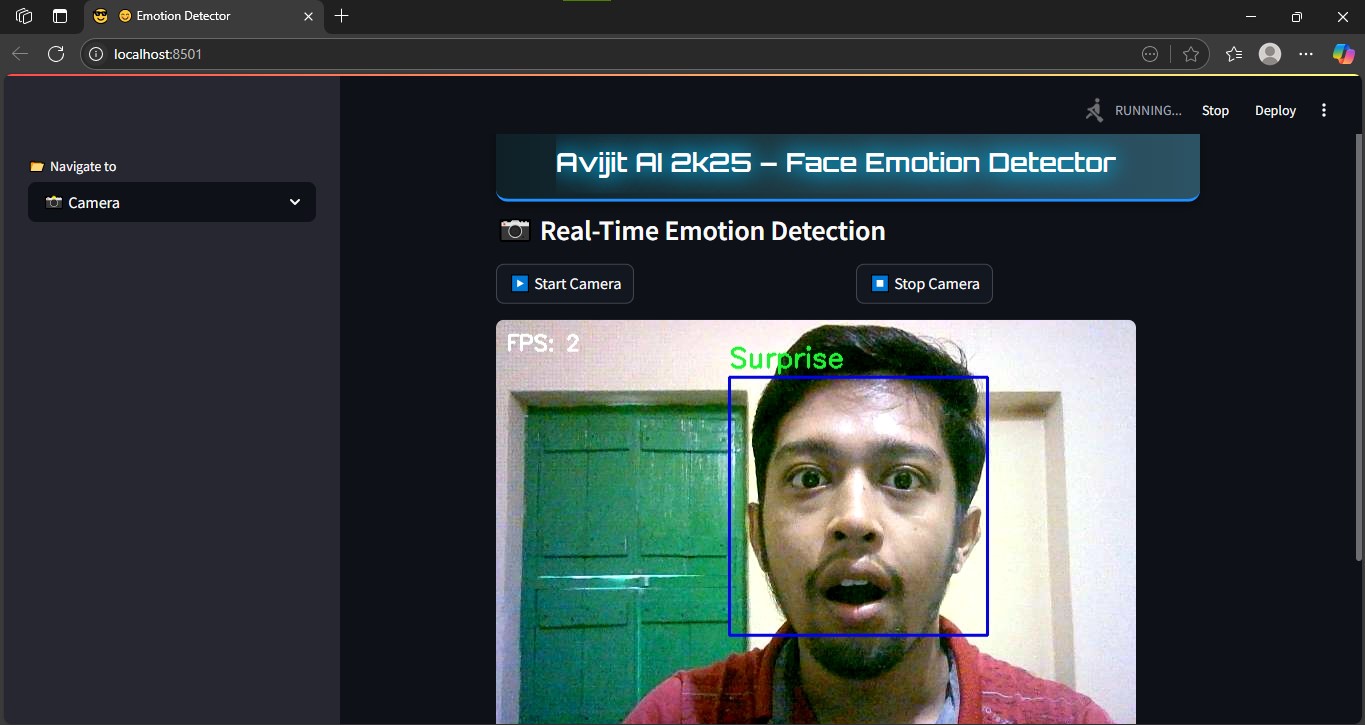 😊 Emotion Detector
localhost:8501
RUNNING...
Stop
Deploy
📂 Navigate to
📷 Camera
Avijit AI 2k25 – Face Emotion Detector
📷 Real-Time Emotion Detection
▶️ Start Camera
⏹️ Stop Camera
FPS: 2
Surprise